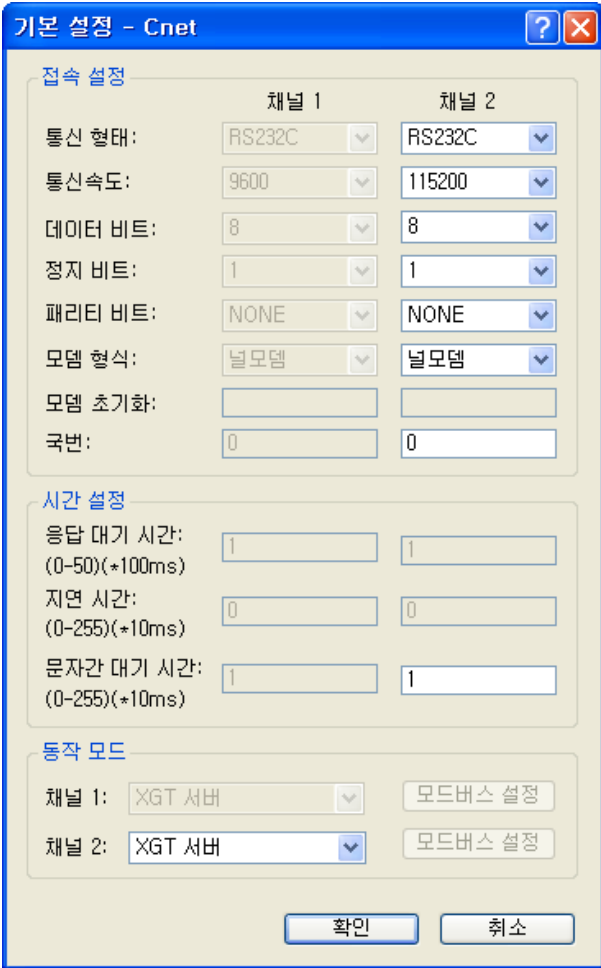 기본 설정 - Cnet
접속 설정
채널 1 채널 2
통신 형태: RS232C RS232C
통신속도: 9600 115200
데이터 비트: 8 8
정지 비트: 1 1
패리티 비트: NONE NONE
모뎀 형식: 널모뎀 널모뎀
모뎀 초기화:
국번: 0 0
시간 설정
응답 대기 시간: 1 1
(0-50)(*100ms)
지연 시간: 0 0
(0-255)(*10ms)
문자간 대기 시간: 1 1
(0-255)(*10ms)
동작 모드
채널 1: XGT 서버 모드버스 설정
채널 2: XGT 서버 모드버스 설정
확인 취소